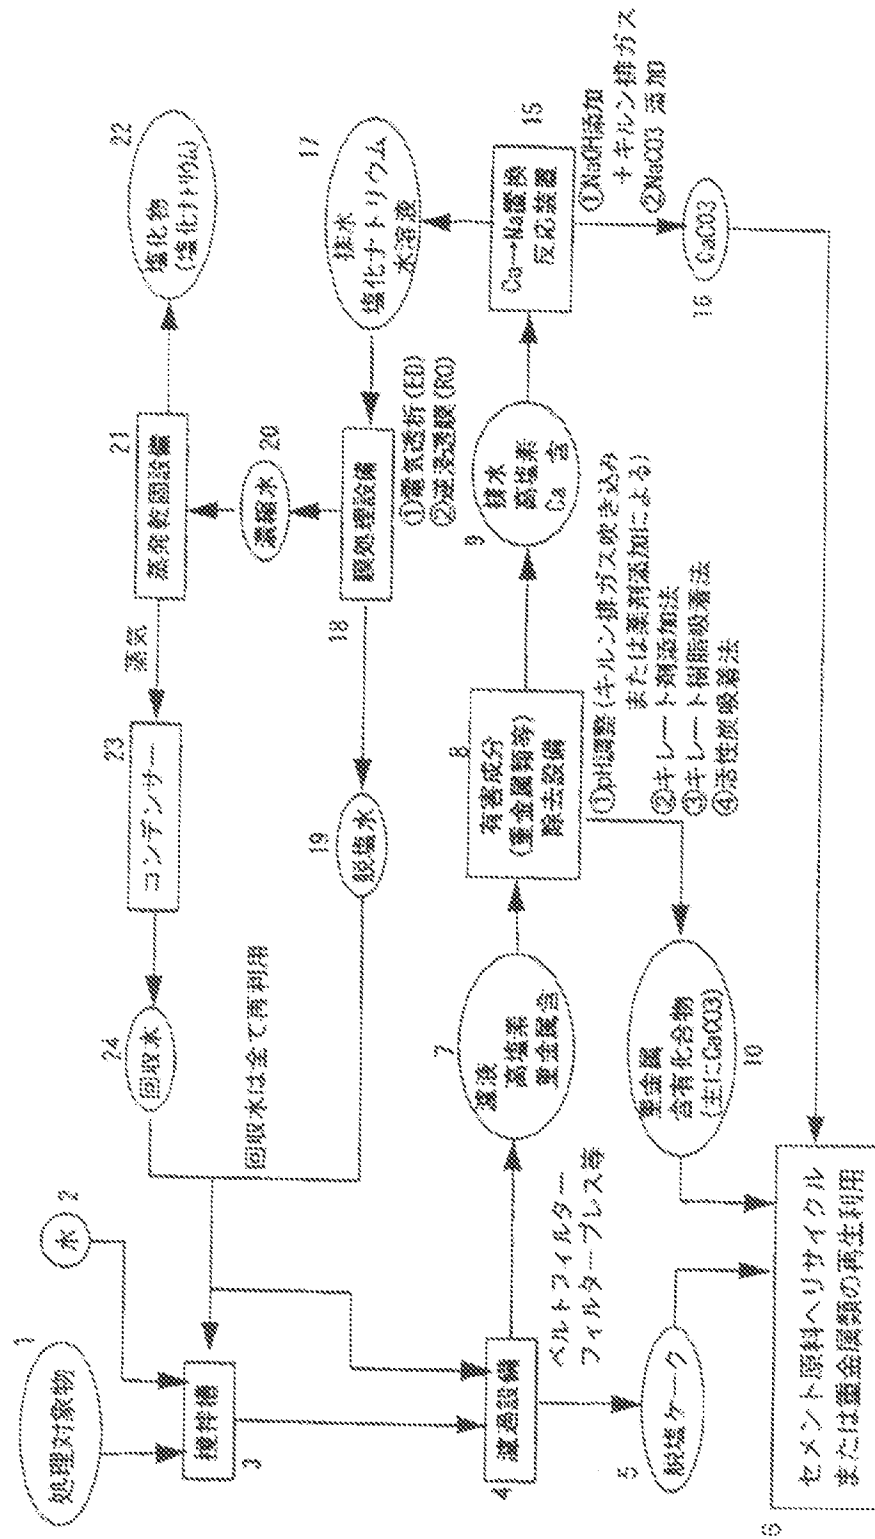 1
処理対象物
2
水
3
撹拌槽
4
濾過設備
ベルトフィルター
フィルタープレス等
5
脱塩ケーク
6
セメント原料へリサイクル
または重金属類の再生利用
7
濾液
高塩素
重金属含
8
有害成分
(重金属類等)
除去設備
①pH調整(キルン排ガス吹き込み
または薬剤添加による)
②キレート剤添加法
③キレート樹脂吸着法
④活性炭吸着法
9
排水
高塩素
Ca 含
10
重金属
含有化合物
(主にCaCO3)
15
Ca→Na置換
反応装置
①NaOH添加
+キルン排ガス
②NaCO3 添加
16
CaCO3
17
排水
塩化ナトリウム
水溶液
18
膜処理設備
①電気透析(ED)
②逆浸透膜(RO)
19
脱塩水
20
濃縮水
21
蒸発乾固設備
蒸気
22
塩化物
(塩化ナトリウム)
23
コンデンサー
24
回収水
回収水は全て再利用